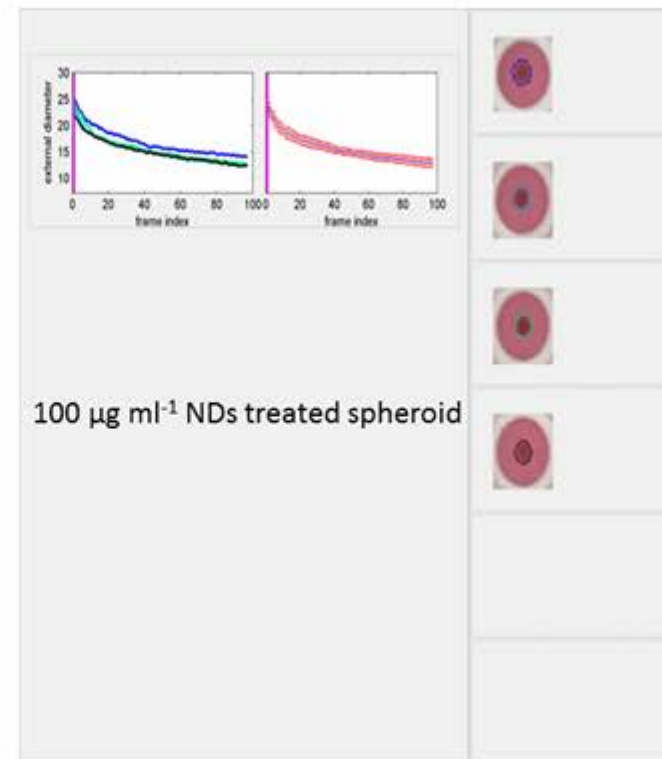 30
25
20
15
10
external diameter
0 20 40 60 80 100
frame index
0 20 40 60 80 100
frame index
100 µg ml⁻¹ NDs treated spheroid